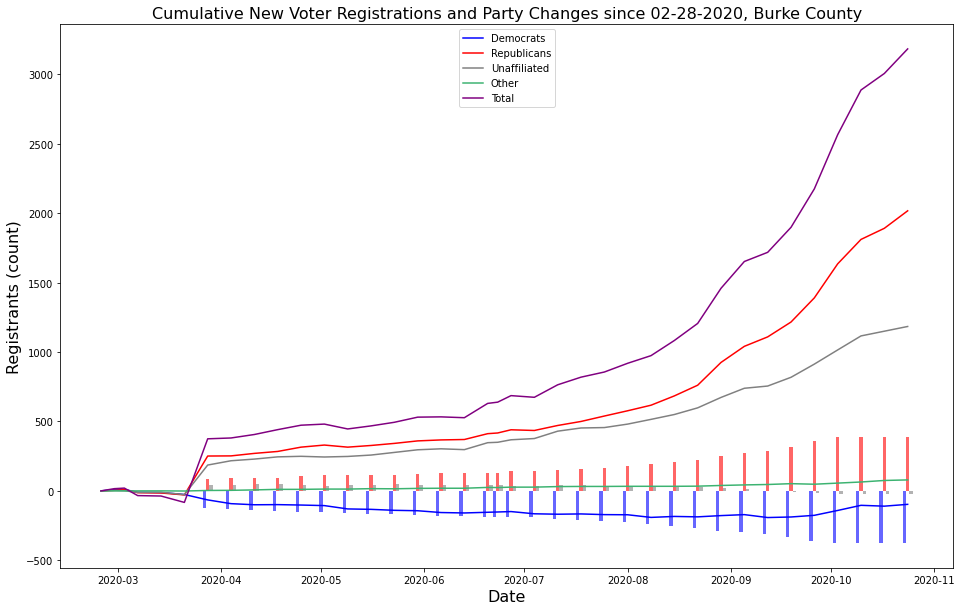 Cumulative New Voter Registrations and Party Changes since 02-28-2020, Burke County
Democrats
Republicans
Unaffiliated
Other
Total
Registrants (count)
3000
2500
2000
1500
1000
500
0
−500
2020-03
2020-04
2020-05
2020-06
2020-07
2020-08
2020-09
2020-10
2020-11
Date